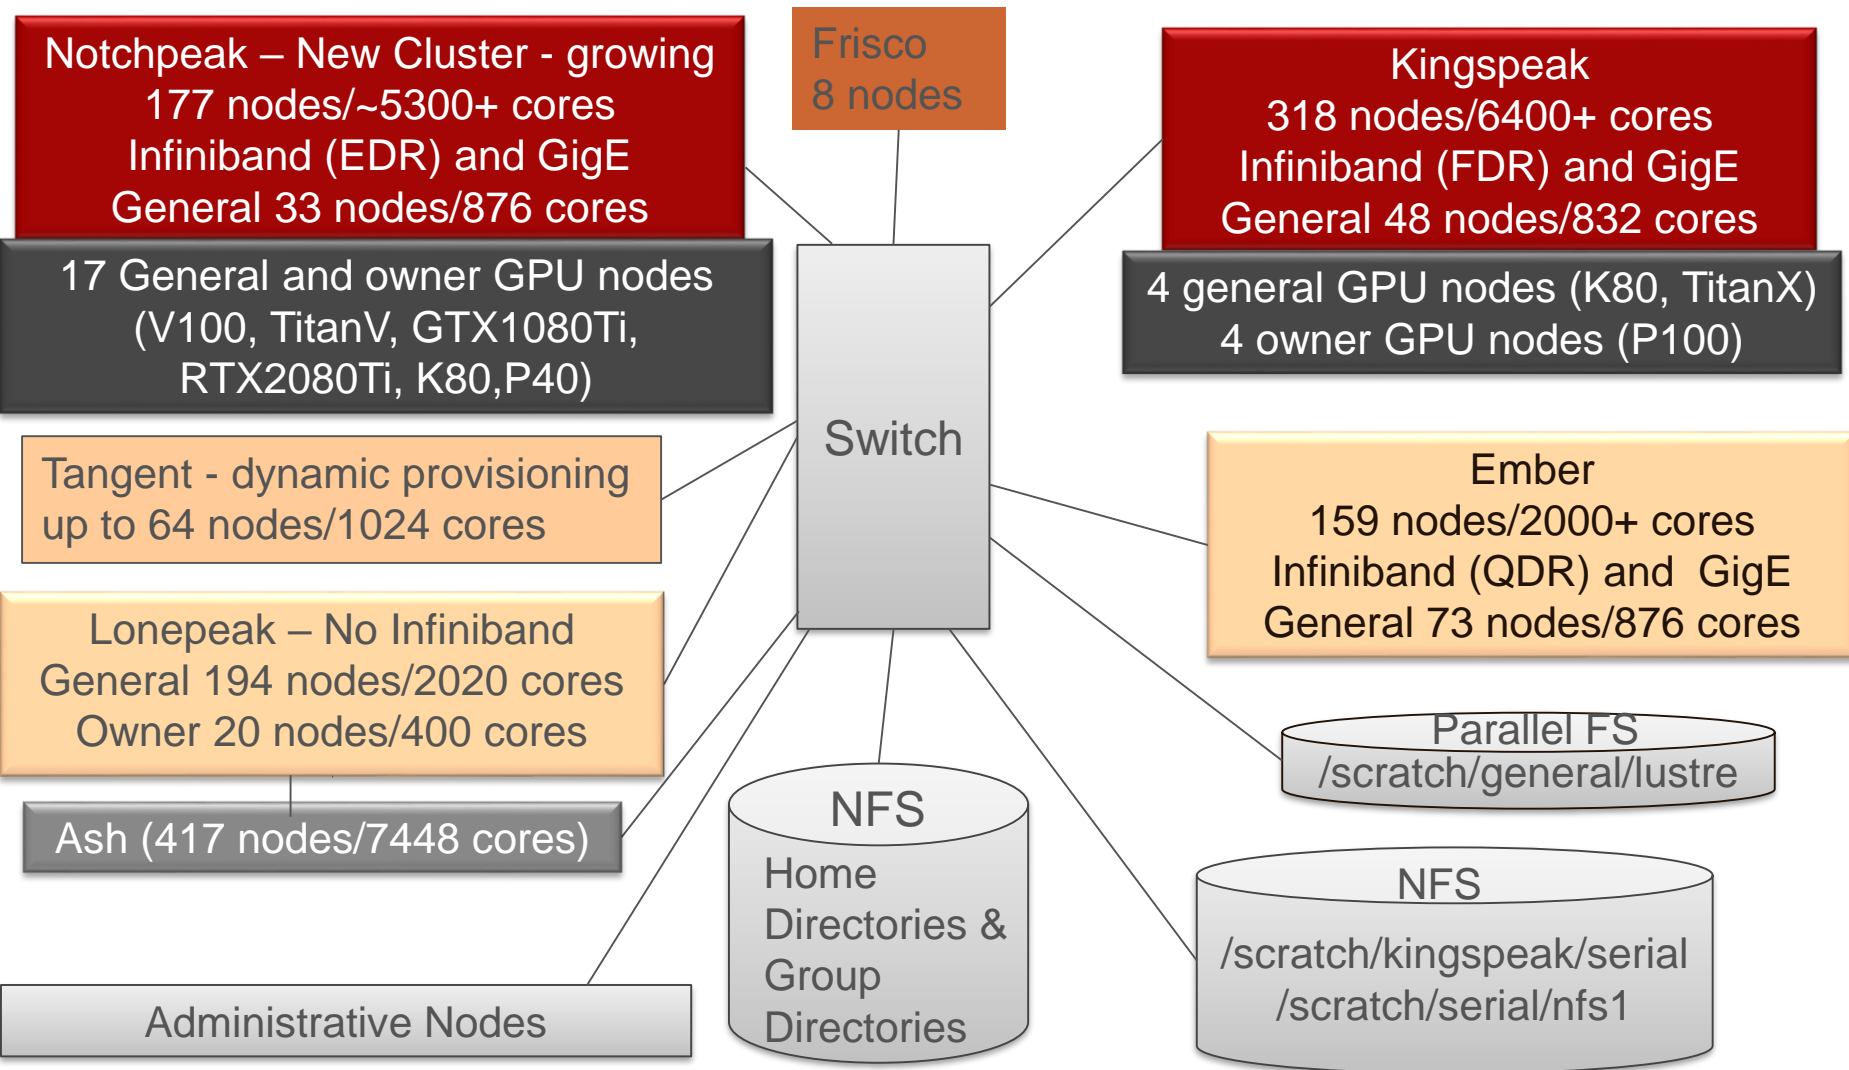 Notchpeak – New Cluster - growing
177 nodes/~5300+ cores
Infiniband (EDR) and GigE
General 33 nodes/876 cores
17 General and owner GPU nodes
(V100, TitanV, GTX1080Ti,
RTX2080Ti, K80,P40)
Frisco
8 nodes
Kingspeak
318 nodes/6400+ cores
Infiniband (FDR) and GigE
General 48 nodes/832 cores
4 general GPU nodes (K80, TitanX)
4 owner GPU nodes (P100)
Switch
Tangent - dynamic provisioning
up to 64 nodes/1024 cores
Ember
159 nodes/2000+ cores
Infiniband (QDR) and  GigE
General 73 nodes/876 cores
Lonepeak – No Infiniband
General 194 nodes/2020 cores
Owner 20 nodes/400 cores
Ash (417 nodes/7448 cores)
Parallel FS
/scratch/general/lustre
NFS
Home
Directories &
Group
Directories
NFS
/scratch/kingspeak/serial
/scratch/serial/nfs1
Administrative Nodes